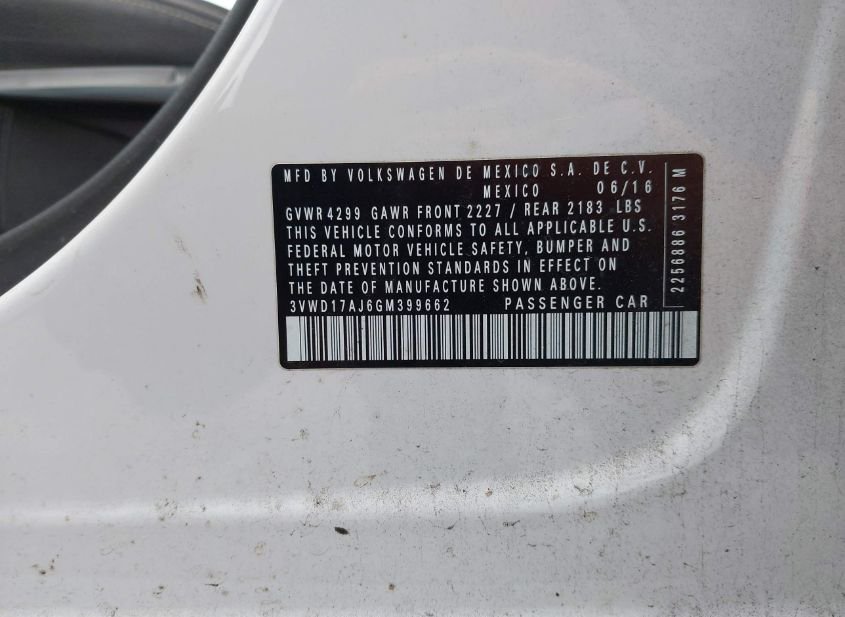 MFD BY VOLKSWAGEN DE MEXICO S.A. DE C.V.
MEXICO 06/16
GVWR 4299 GAWR FRONT 2227 / REAR 2183 LBS
THIS VEHICLE CONFORMS TO ALL APPLICABLE U.S.
FEDERAL MOTOR VEHICLE SAFETY, BUMPER AND
THEFT PREVENTION STANDARDS IN EFFECT ON
THE DATE OF MANUFACTURE SHOWN ABOVE.
3VWD17AJ6GM399662 PASSENGER CAR
2256886 3176 M